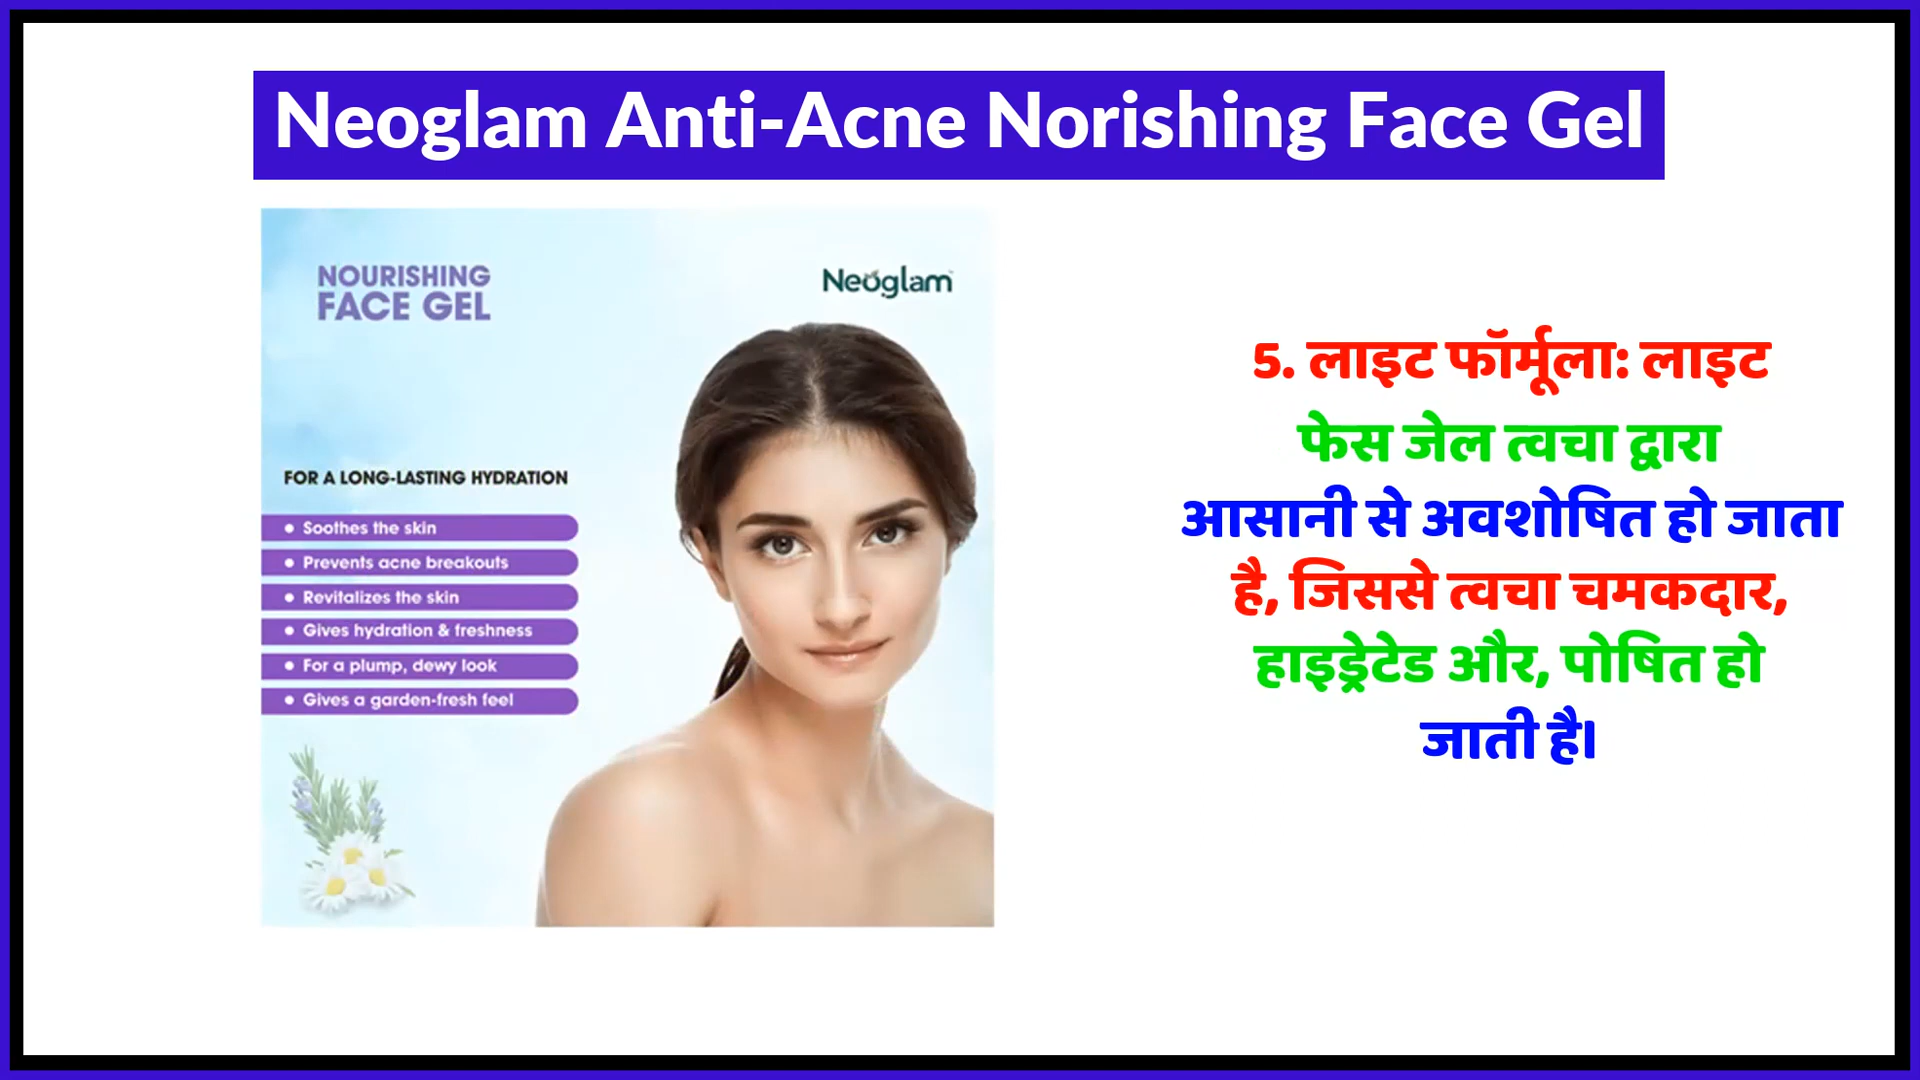 Neoglam Anti-Acne Norishing Face Gel
NOURISHING
FACE GEL
Neoglam
FOR A LONG-LASTING HYDRATION
• Soothes the skin
• Prevents acne breakouts
• Revitalizes the skin
• Gives hydration & freshness
• For a plump, dewy look
• Gives a garden-fresh feel
5. लाइट फॉर्मूला: लाइट
फेस जेल त्वचा द्वारा
आसानी से अवशोषित हो जाता
है, जिससे त्वचा चमकदार,
हाइड्रेटेड और, पोषित हो
जाती है।